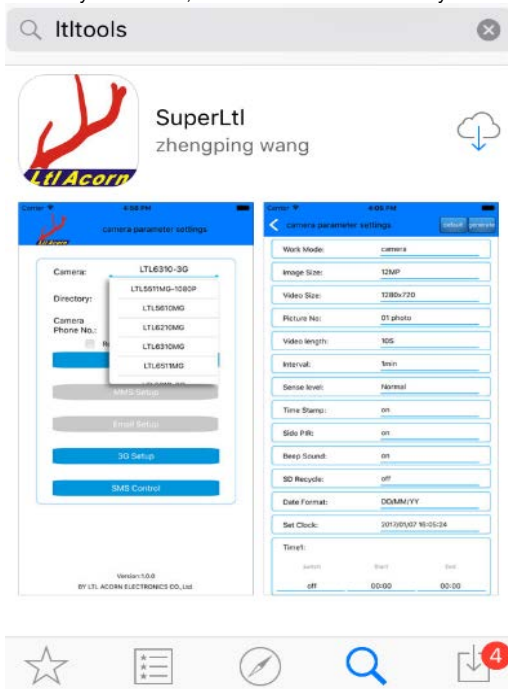 ltltools
SuperLtl
zhengping wang
Ltl Acorn
Carrier 4:58 PM
camera parameter settings
Camera: LTL6310-3G
LTL5511MG-1080P
Directory:
LTL5610MG
Camera
Phone No.:
LTL6210MG
LTL6310MG
LTL6511MG
MMS Setup
Email Setup
3G Setup
SMS Control
Version:1.0.0
BY LTL ACORN ELECTRONICS CO.,Ltd
Carrier 4:05 PM
camera parameter settings default generate
Work Mode: camera
Image Size: 12MP
Video Size: 1280x720
Picture No: 01 photo
Video length: 10S
Interval: 1min
Sense level: Normal
Time Stamp: on
Side PIR: on
Beep Sound: on
SD Recycle: off
Date Format: DD/MM/YY
Set Clock: 2017/01/07 16:05:24
Time1:
switch Start End
off 00:00 00:00
4